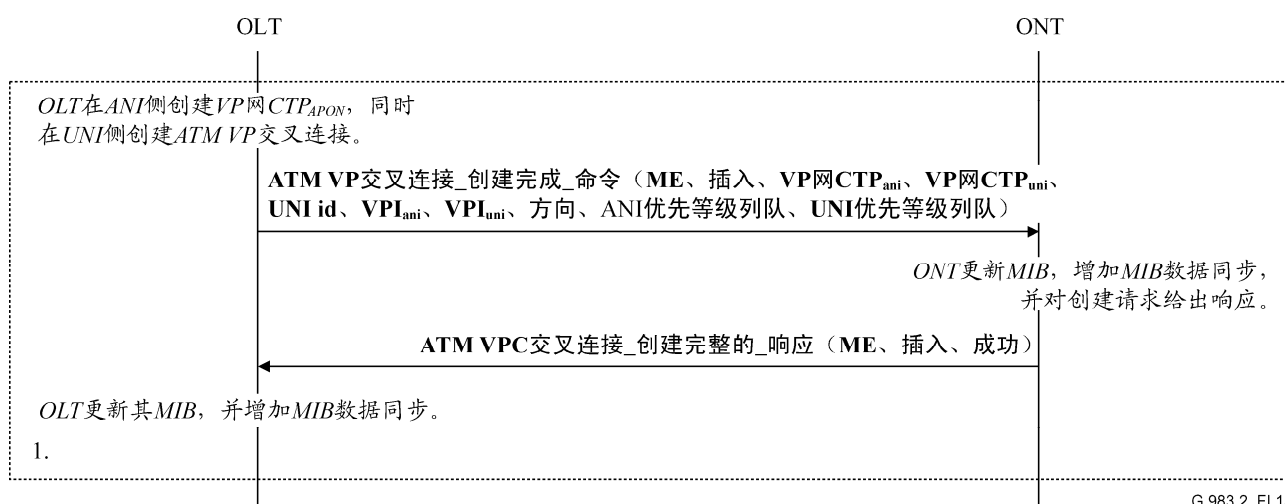 OLT
ONT
OLT在ANI侧创建VP网CTPAPON，同时
在UNI侧创建ATM VP交叉连接。
ATM VP交叉连接_创建完成_命令（ME、插入、VP网CTPani、VP网CTPuni、
UNI id、VPIani、VPIuni、方向、ANI优先等级列队、UNI优先等级列队）
ONT更新MIB，增加MIB数据同步，
并对创建请求给出响应。
ATM VPC交叉连接_创建完整的_响应（ME、插入、成功）
OLT更新其MIB，并增加MIB数据同步。
1.